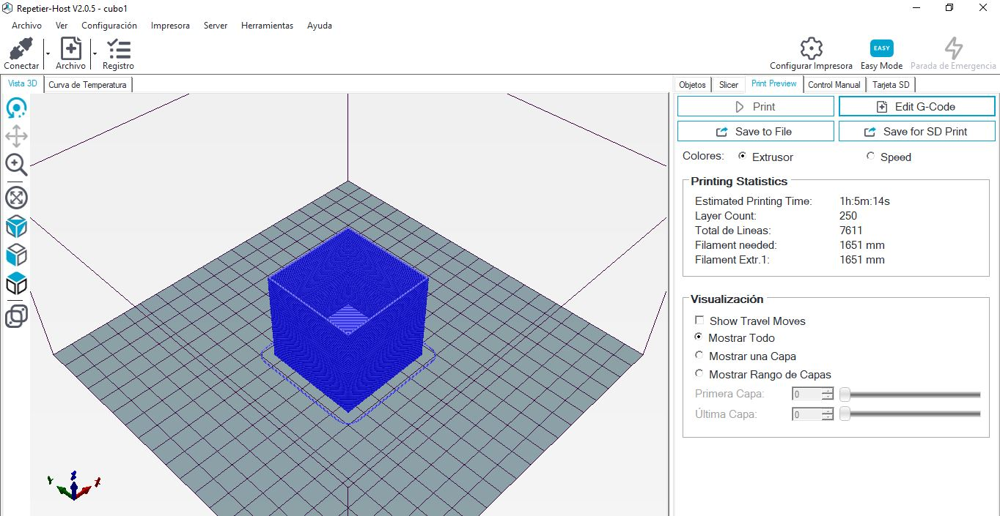 Repetier-Host V2.0.5 - cubo1
Archivo Ver Configuración Impresora Server Herramientas Ayuda
Conectar Archivo Registro Configurar Impresora EASY Easy Mode Parada de Emergencia
Vista 3D Curva de Temperatura
Objetos Slicer Print Preview Control Manual Tarjeta SD
Print Edit G-Code
Save to File Save for SD Print
Colores: Extrusor Speed
Printing Statistics
Estimated Printing Time: 1h:5m:14s
Layer Count: 250
Total de Lineas: 7611
Filament needed: 1651 mm
Filament Extr.1: 1651 mm
Visualización
Show Travel Moves
Mostrar Todo
Mostrar una Capa
Mostrar Rango de Capas
Primera Capa: 0
Última Capa: 0
Y Z X